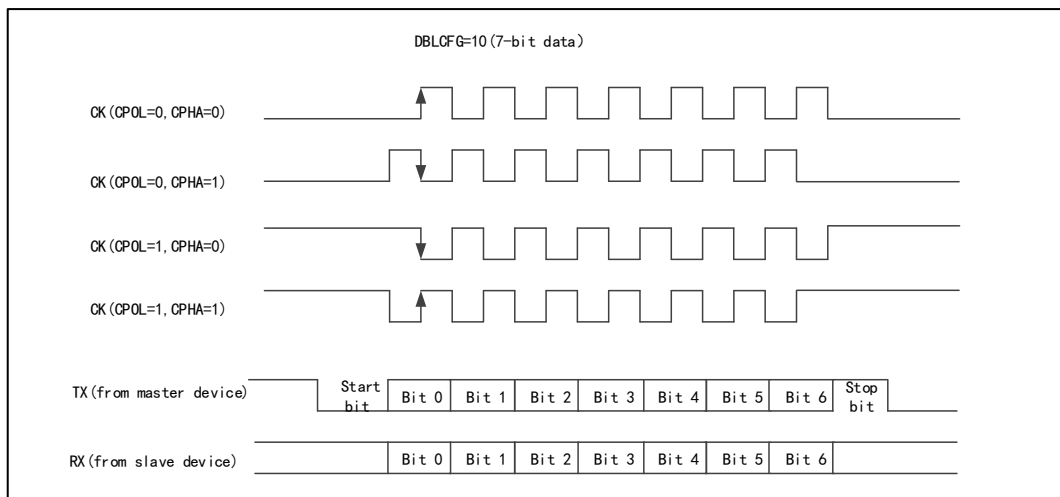 DBLCFG=10(7-bit data)
CK(CPOL=0,CPHA=0)
CK(CPOL=0,CPHA=1)
CK(CPOL=1,CPHA=0)
CK(CPOL=1,CPHA=1)
TX(from master device) Start bit Bit 0 Bit 1 Bit 2 Bit 3 Bit 4 Bit 5 Bit 6 Stop bit
RX(from slave device) Bit 0 Bit 1 Bit 2 Bit 3 Bit 4 Bit 5 Bit 6